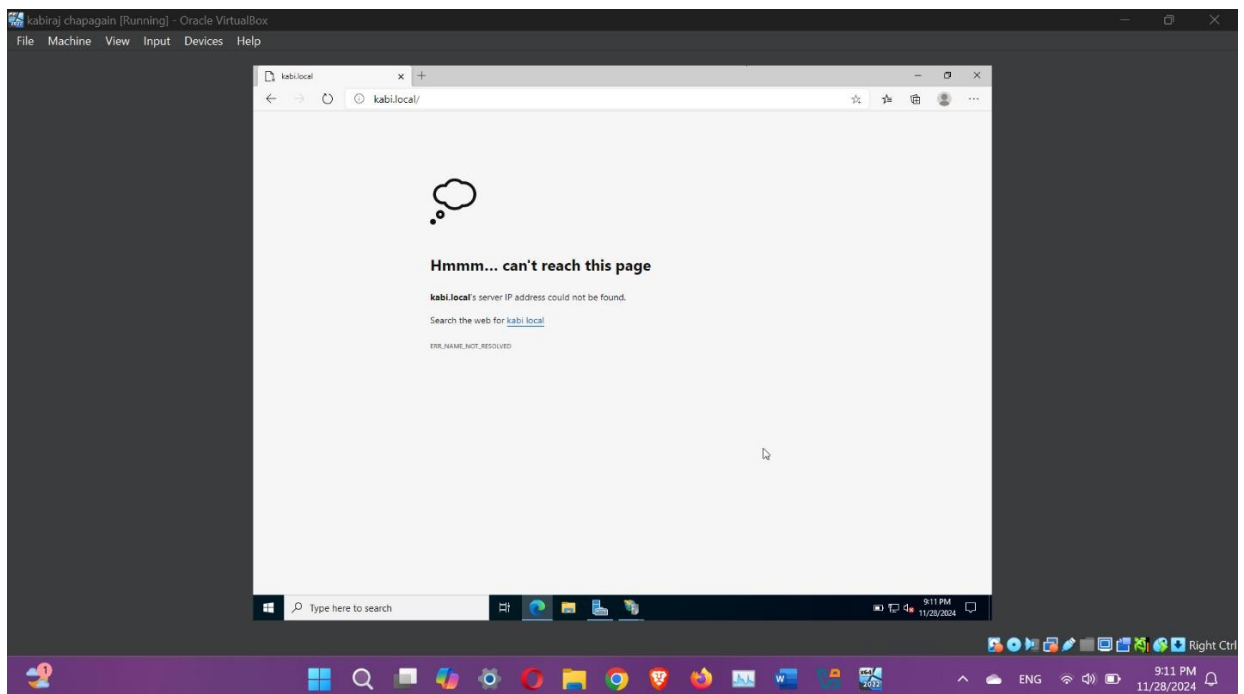 kabiraj chapagain [Running] - Oracle VirtualBox
File Machine View Input Devices Help
kabi.local
kabi.local/
Hmmm... can't reach this page
kabi.local's server IP address could not be found.
Search the web for kabi local
ERR_NAME_NOT_RESOLVED
Type here to search
9:11 PM
11/28/2024
Right Ctrl
1
2022
ENG
9:11 PM
11/28/2024